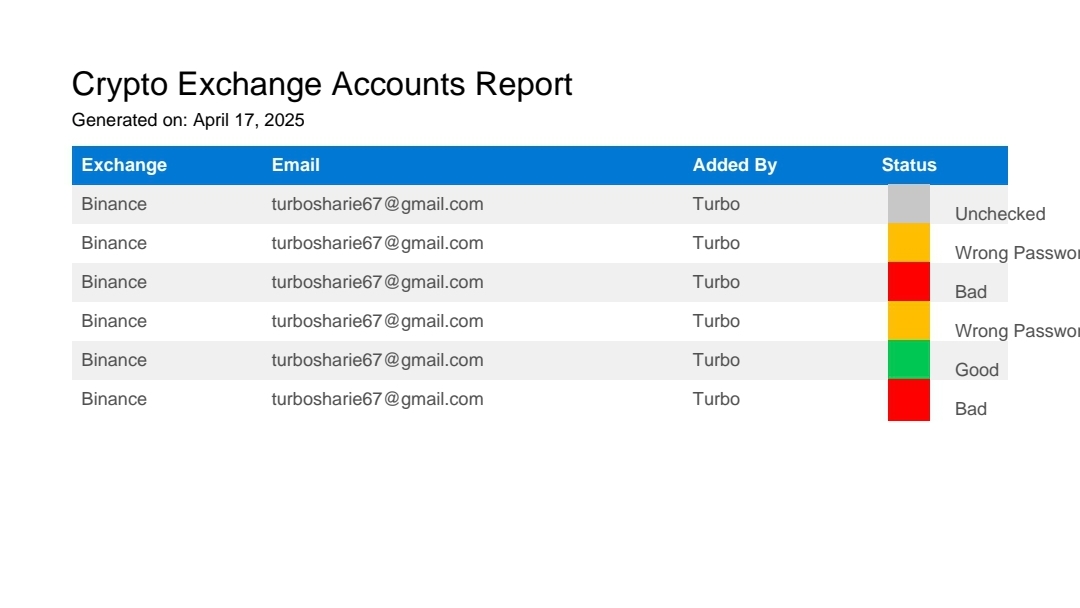 Crypto Exchange Accounts Report
Generated on: April 17, 2025
Exchange Email Added By Status
Binance turbosharie67@gmail.com Turbo Unchecked
Binance turbosharie67@gmail.com Turbo Wrong Passwor
Binance turbosharie67@gmail.com Turbo Bad
Binance turbosharie67@gmail.com Turbo Wrong Passwor
Binance turbosharie67@gmail.com Turbo Good
Binance turbosharie67@gmail.com Turbo Bad